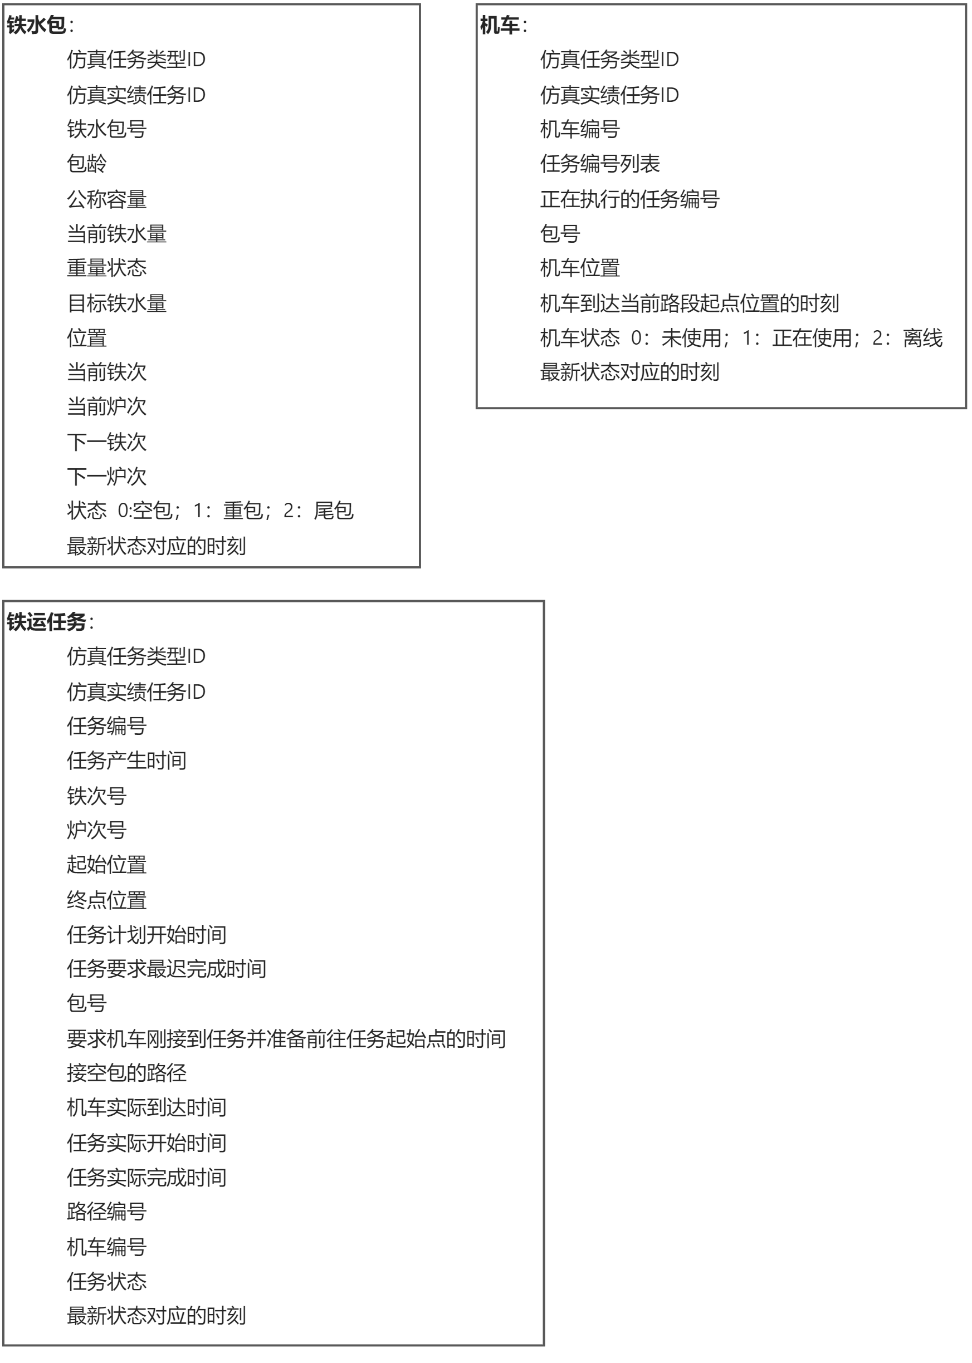 铁水包：
仿真任务类型ID
仿真实绩任务ID
铁水包号
包龄
公称容量
当前铁水量
重量状态
目标铁水量
位置
当前铁次
当前炉次
下一铁次
下一炉次
状态 0:空包；1：重包；2：尾包
最新状态对应的时刻
机车：
仿真任务类型ID
仿真实绩任务ID
机车编号
任务编号列表
正在执行的任务编号
包号
机车位置
机车到达当前路段起点位置的时刻
机车状态 0：未使用；1：正在使用；2：离线
最新状态对应的时刻
铁运任务：
仿真任务类型ID
仿真实绩任务ID
任务编号
任务产生时间
铁次号
炉次号
起始位置
终点位置
任务计划开始时间
任务要求最迟完成时间
包号
要求机车刚接到任务并准备前往任务起始点的时间
接空包的路径
机车实际到达时间
任务实际开始时间
任务实际完成时间
路径编号
机车编号
任务状态
最新状态对应的时刻